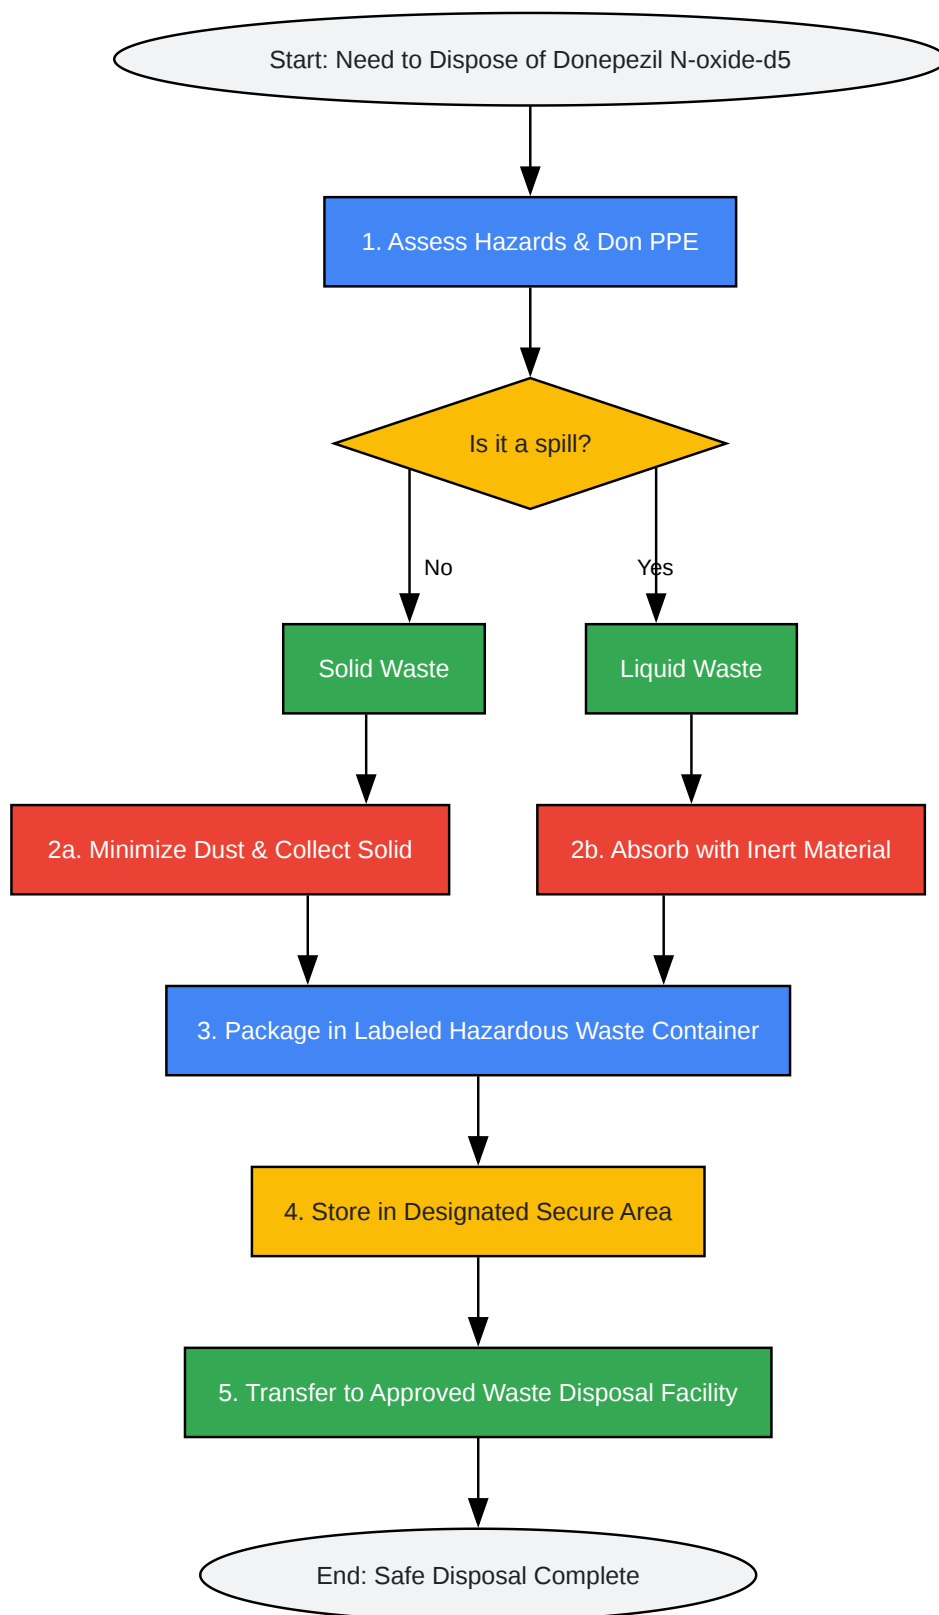 Start: Need to Dispose of Donepezil N-oxide-d5
1. Assess Hazards & Don PPE
Is it a spill?
No
Yes
Solid Waste
Liquid Waste
2a. Minimize Dust & Collect Solid
2b. Absorb with Inert Material
3. Package in Labeled Hazardous Waste Container
4. Store in Designated Secure Area
5. Transfer to Approved Waste Disposal Facility
End: Safe Disposal Complete